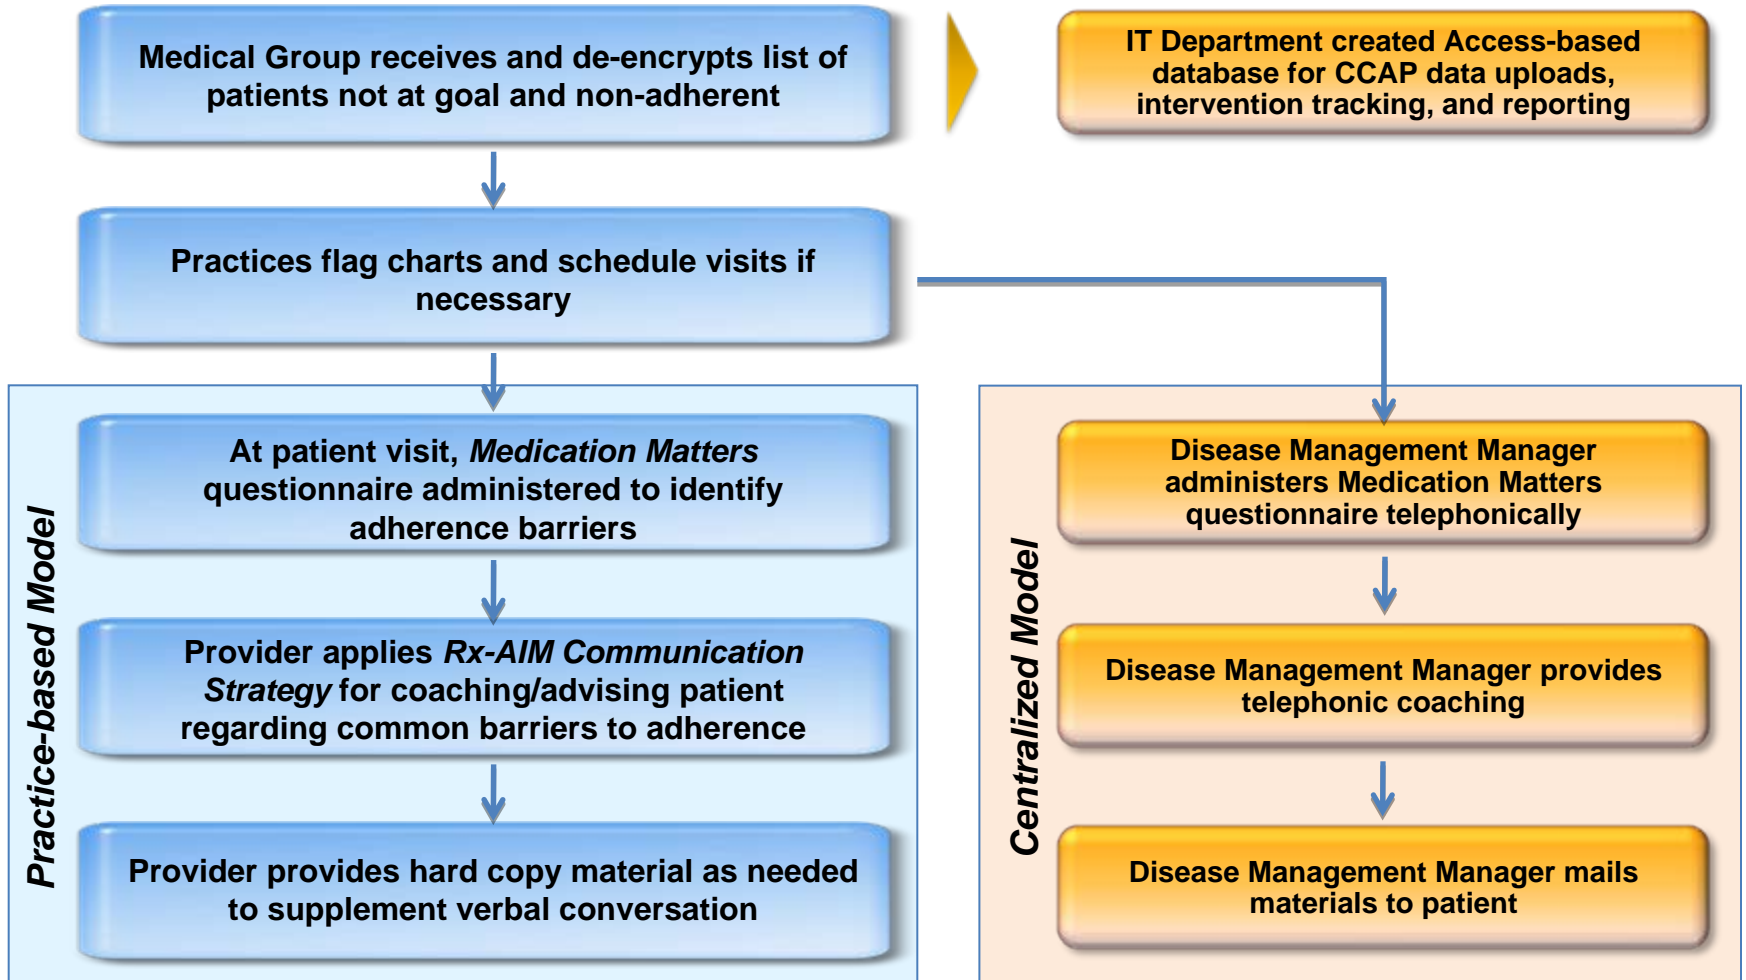 Medical Group receives and de-encrypts list of
patients not at goal and non-adherent
IT Department created Access-based
database for CCAP data uploads,
intervention tracking, and reporting
Practices flag charts and schedule visits if
necessary
Practice-based Model
At patient visit, Medication Matters
questionnaire administered to identify
adherence barriers
Provider applies Rx-AIM Communication
Strategy for coaching/advising patient
regarding common barriers to adherence
Provider provides hard copy material as needed
to supplement verbal conversation
Centralized Model
Disease Management Manager
administers Medication Matters
questionnaire telephonically
Disease Management Manager provides
telephonic coaching
Disease Management Manager mails
materials to patient